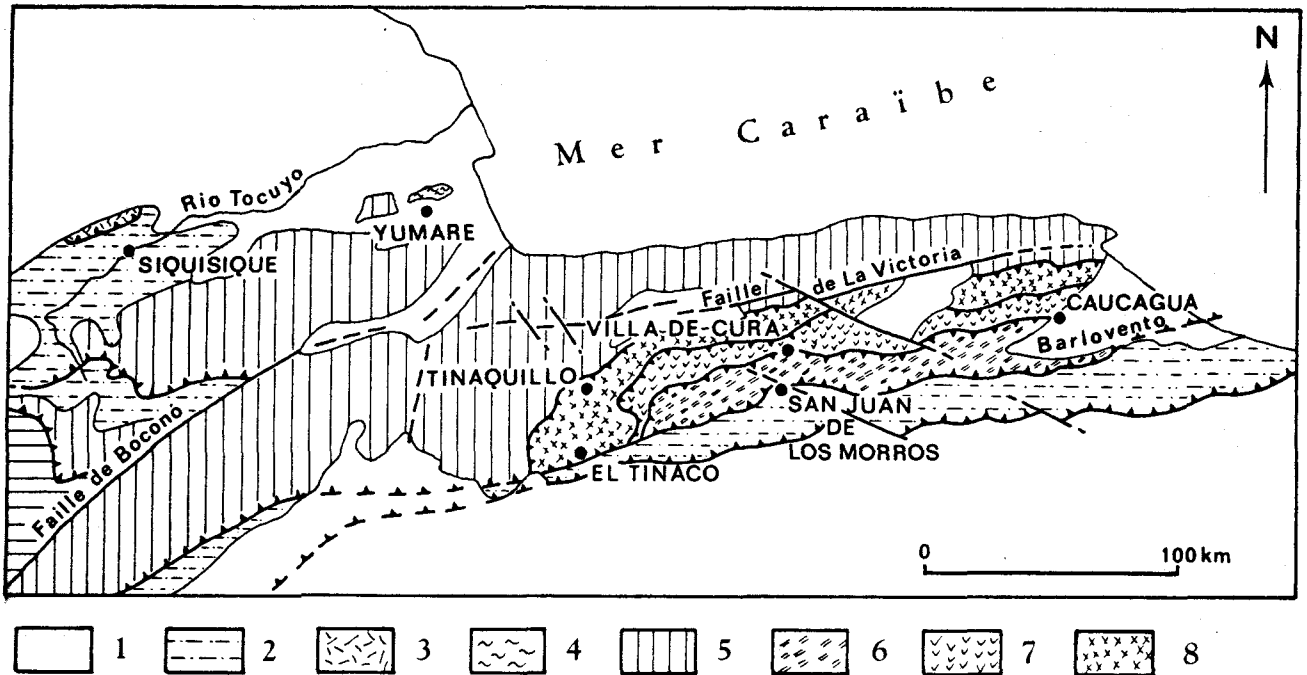 N
Mer Caraïbe
Rio Tocuyo
YUMARE
SIQUISIQUE
Faille de La Victoria
CAUCAGUA
VILLA-DE-CURA
Barlovento
TINAQUILLO
SAN JUAN
DE
LOS MORROS
Faille de Boconó
EL TINACO
0 100 km
1 2 3 4 5 6 7 8